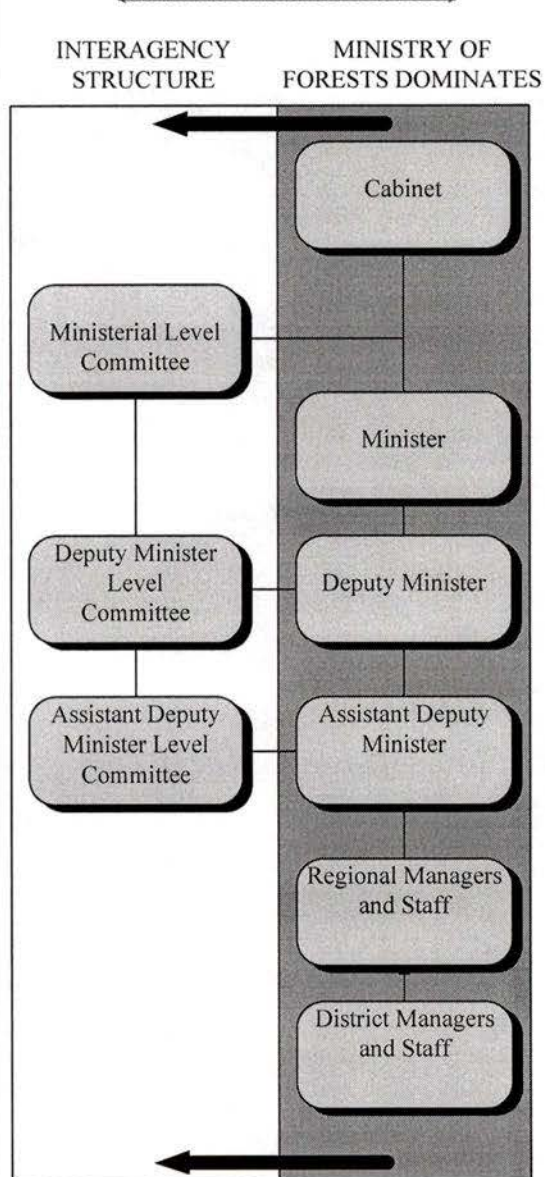 INTERAGENCY
STRUCTURE
MINISTRY OF
FORESTS DOMINATES
Cabinet
Ministerial Level
Committee
Minister
Deputy Minister
Level
Committee
Deputy Minister
Assistant Deputy
Minister Level
Committee
Assistant Deputy
Minister
Regional Managers
and Staff
District Managers
and Staff